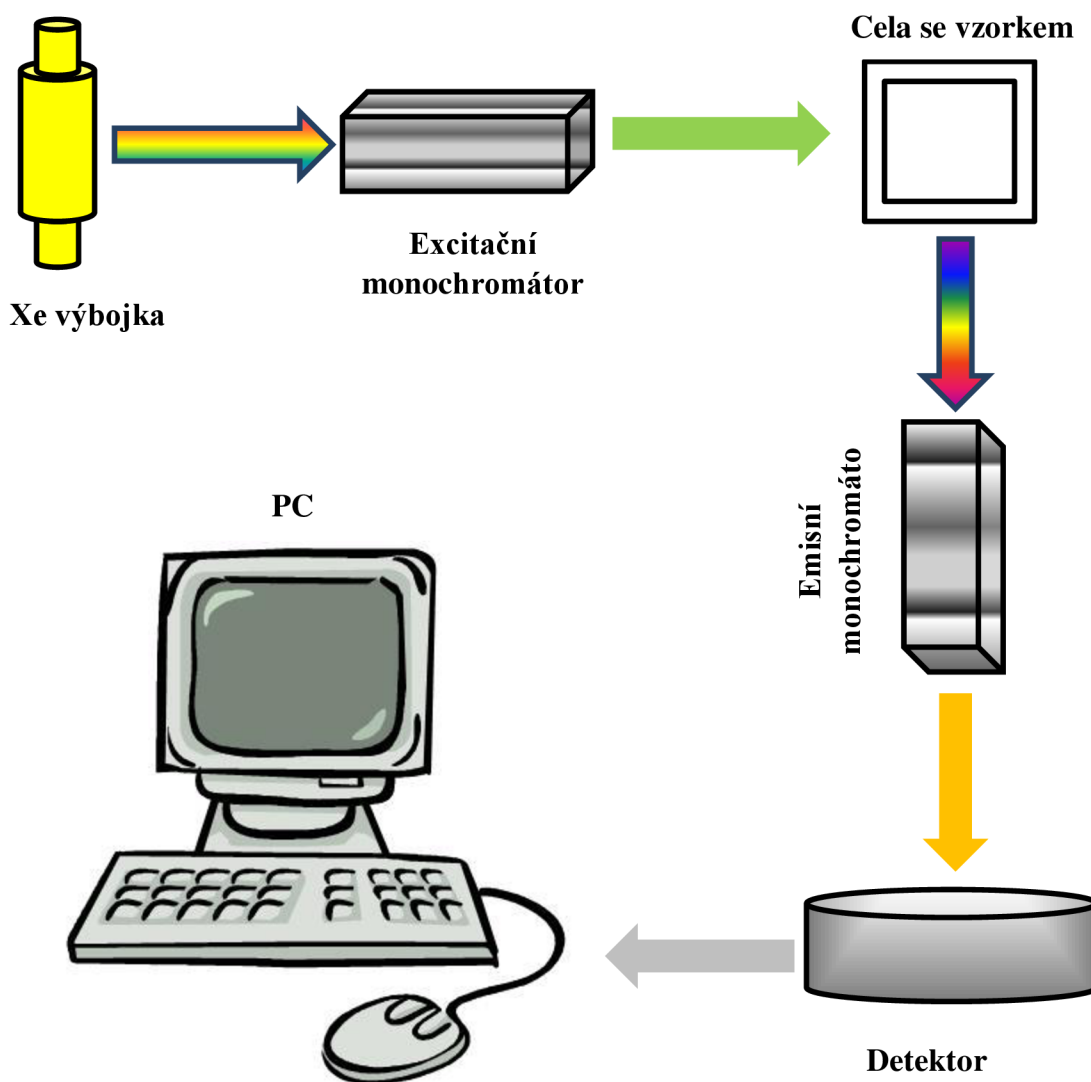 Cela se vzorkem
Excitační
monochromátor
Xe výbojka
Emisní
monochromáto
PC
Detektor